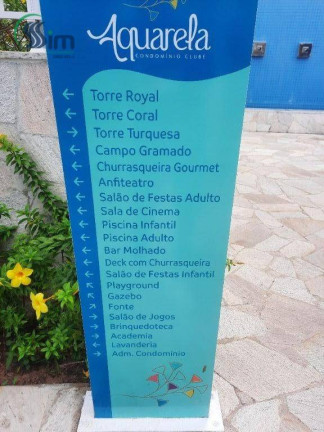 Sim
Aquarela
CONDOMÍNIO CLUBE
← Torre Royal
← Torre Coral
→ Torre Turquesa
← Campo Gramado
← Churrasqueira Gourmet
← Anfiteatro
← Salão de Festas Adulto
← Sala de Cinema
← Piscina Infantil
← Piscina Adulto
← Bar Molhado
← Deck com Churrasqueira
← Salão de Festas Infantil
↖ Playground
↖ Gazebo
↗ Fonte
→ Salão de Jogos
→ Brinquedoteca
→ Academia
← Lavanderia
→ Adm. Condomínio